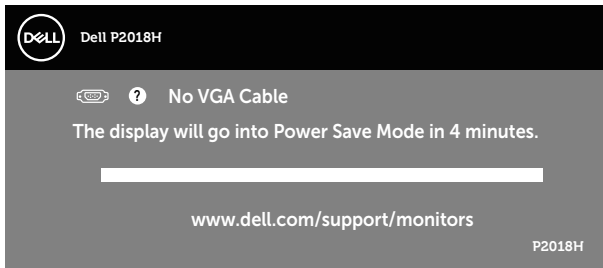 DELL
Dell P2018H
? No VGA Cable
The display will go into Power Save Mode in 4 minutes.
www.dell.com/support/monitors
P2018H